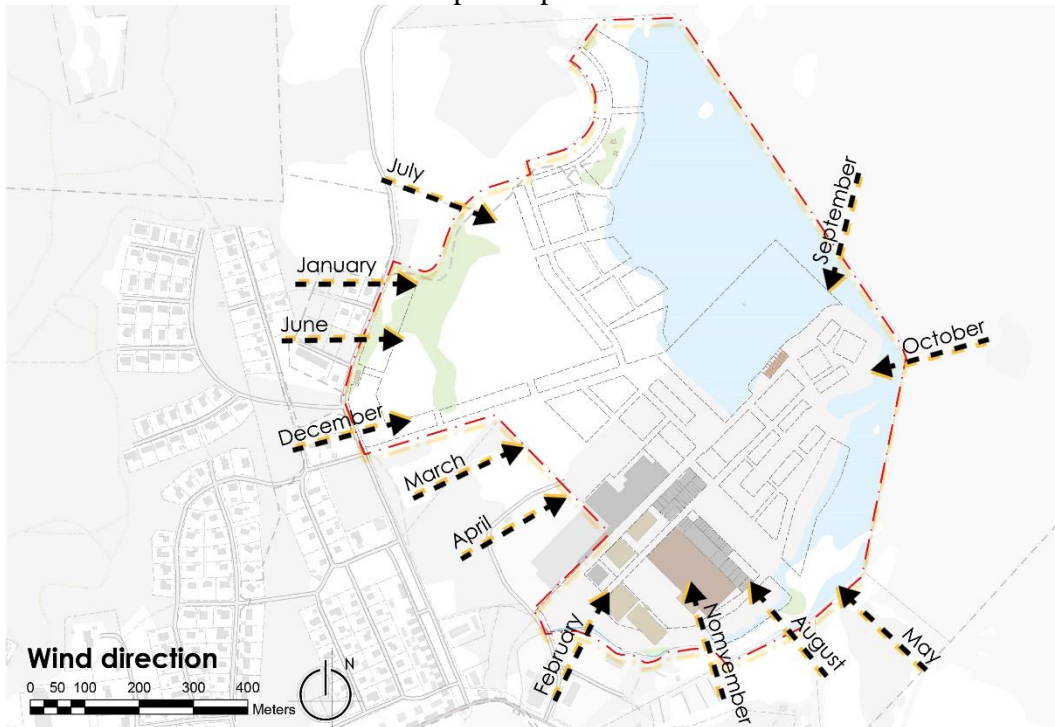 July
September
January
June
October
December
March
April
February
Nomvember
August
May
Wind direction
N
0 50 100 200 300 400
Meters